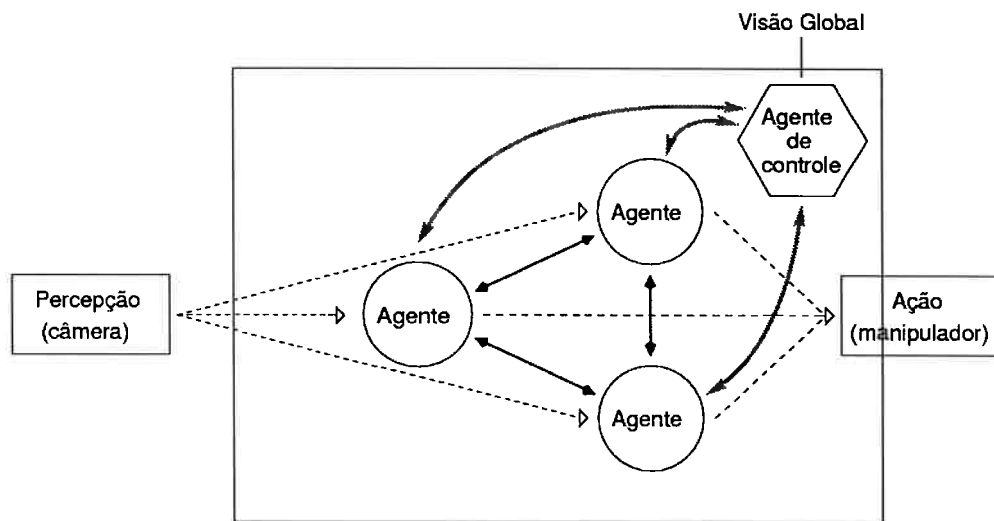 Visão Global
Agente
de
controle
Agente
Percepção
(câmera)
Agente
Ação
(manipulador)
Agente